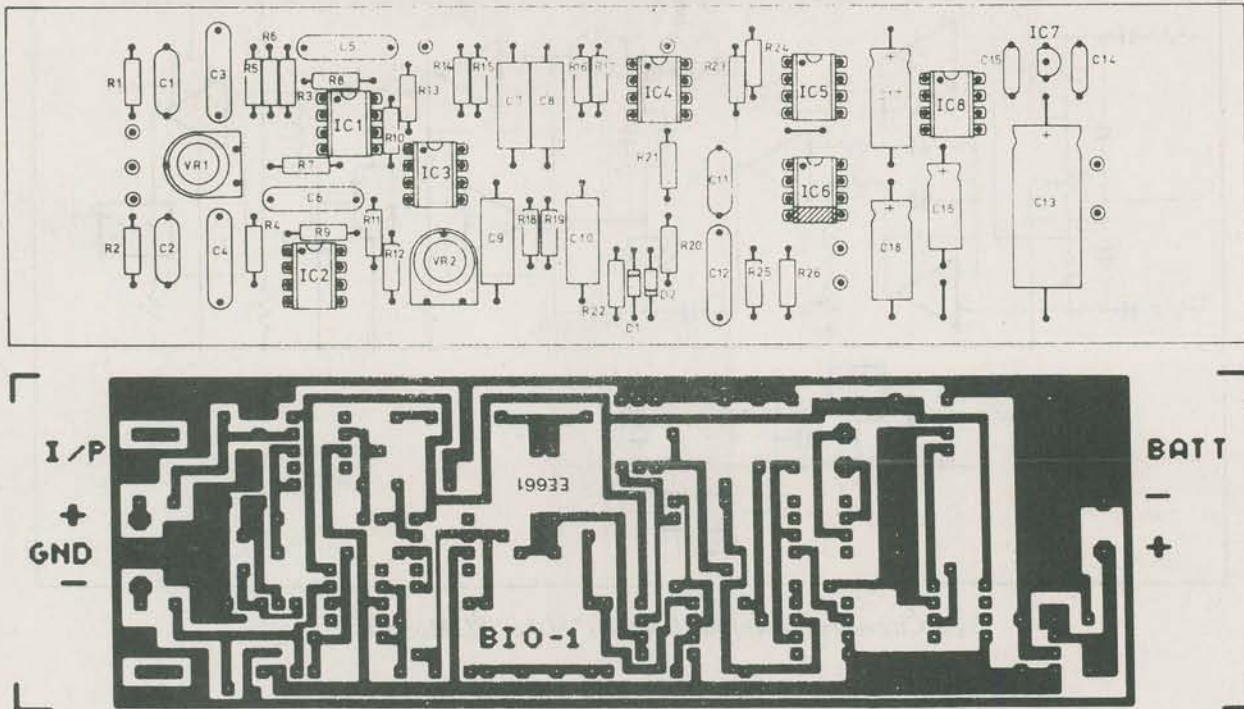 IC7
R6
R24
C5
R1
C1
C3
R5
R3
R8
R13
R14
R15
C7
C8
R16
R17
IC4
R23
IC5
IC8
C15
C14
IC1
R10
VR1
R7
IC3
R21
C11
IC6
C13
C6
R11
R2
C2
C4
R4
R9
R12
IC2
VR2
C9
R18
R19
C10
R20
C12
R25
R26
C18
R22
D1
D2
I/P
+
GND
-
EE661
BIO-1
BATT
-
+